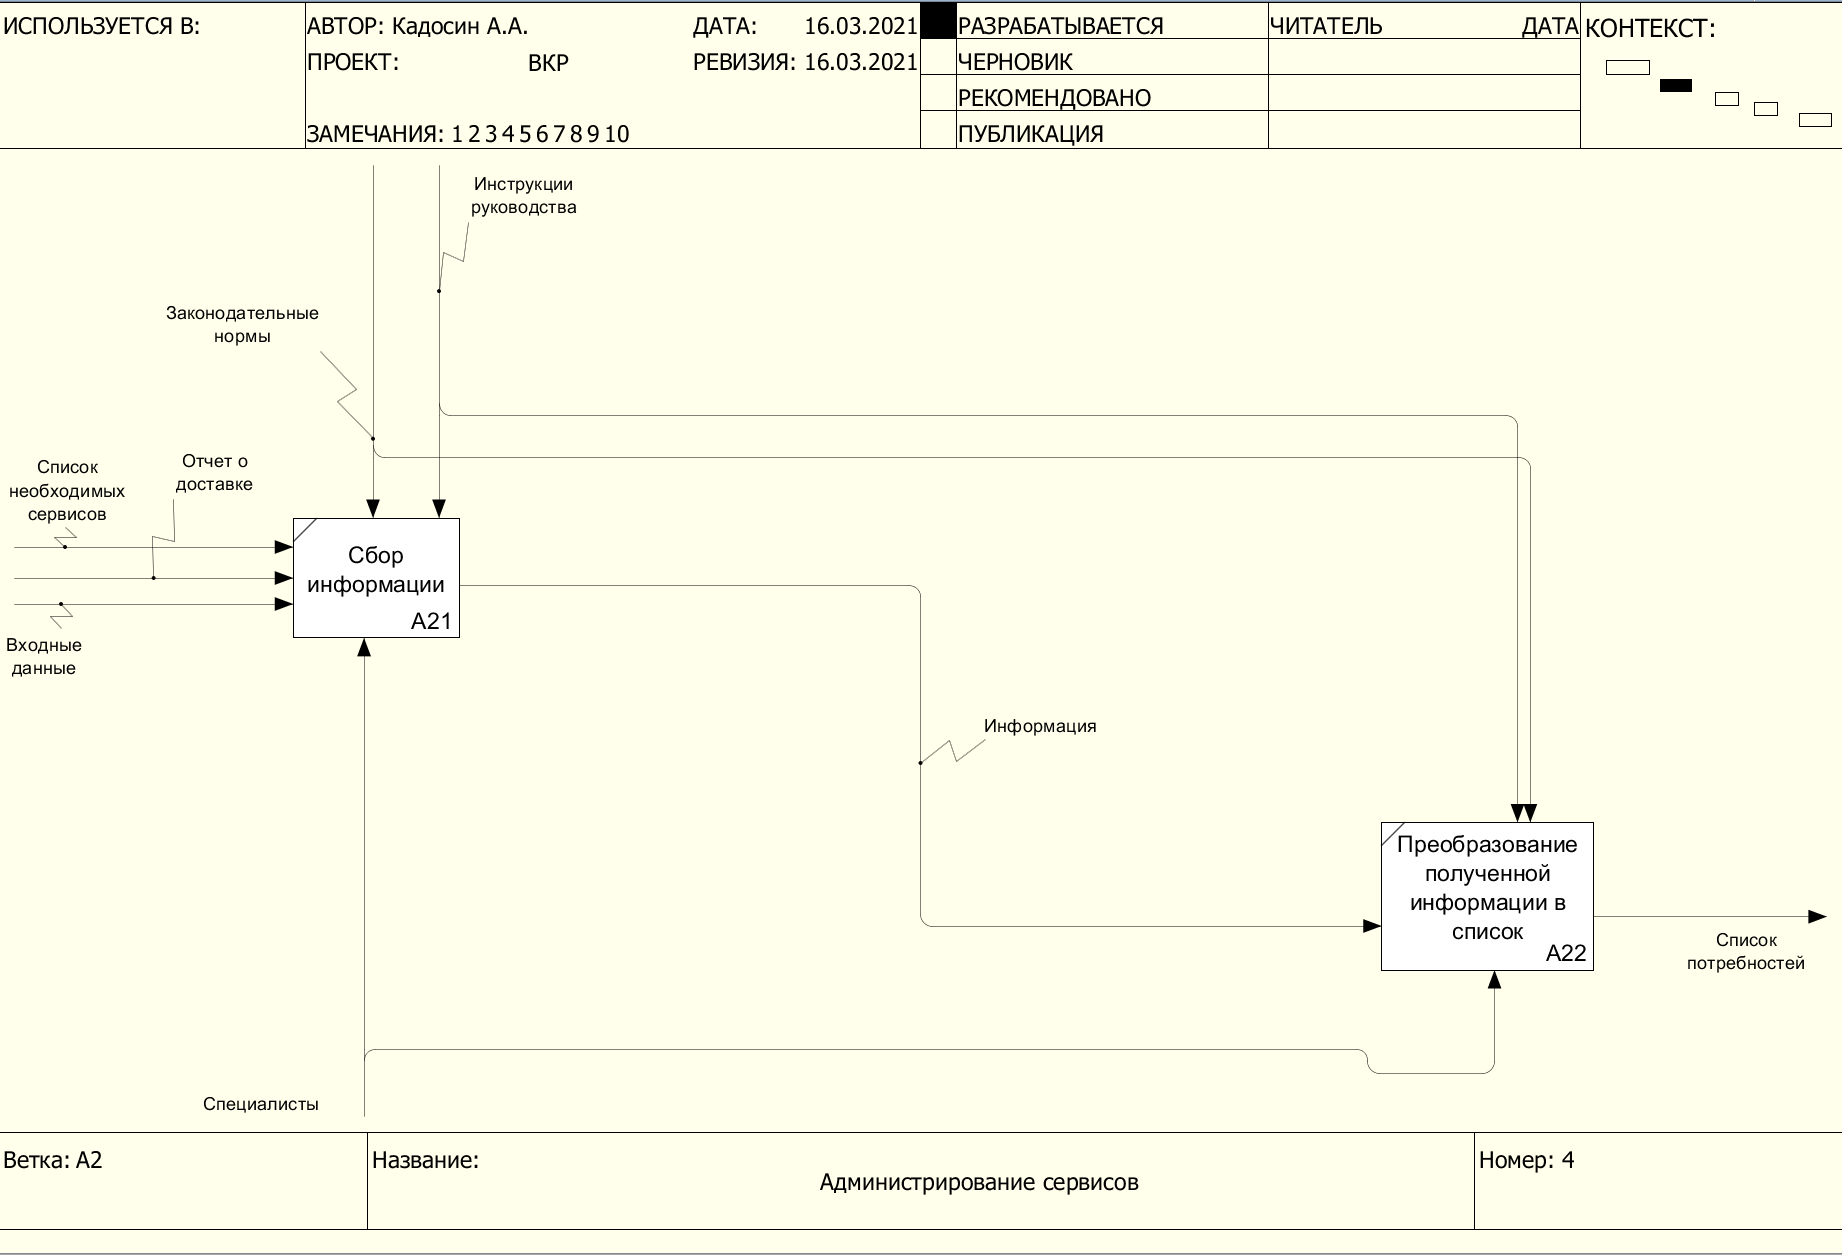 ИСПОЛЬЗУЕТСЯ В:
АВТОР: Кадосин А.А.
ДАТА: 16.03.2021
РАЗРАБАТЫВАЕТСЯ
ЧИТАТЕЛЬ
ДАТА
КОНТЕКСТ:
ПРОЕКТ: ВКР
РЕВИЗИЯ: 16.03.2021
ЧЕРНОВИК
РЕКОМЕНДОВАНО
ЗАМЕЧАНИЯ: 1 2 3 4 5 6 7 8 9 10
ПУБЛИКАЦИЯ
Инструкции
руководства
Законодательные
нормы
Список
необходимых
сервисов
Отчет о
доставке
Входные
данные
Сбор
информации
A21
Информация
Преобразование
полученной
информации в
список
A22
Список
потребностей
Специалисты
Ветка: A2
Название:
Администрирование сервисов
Номер: 4